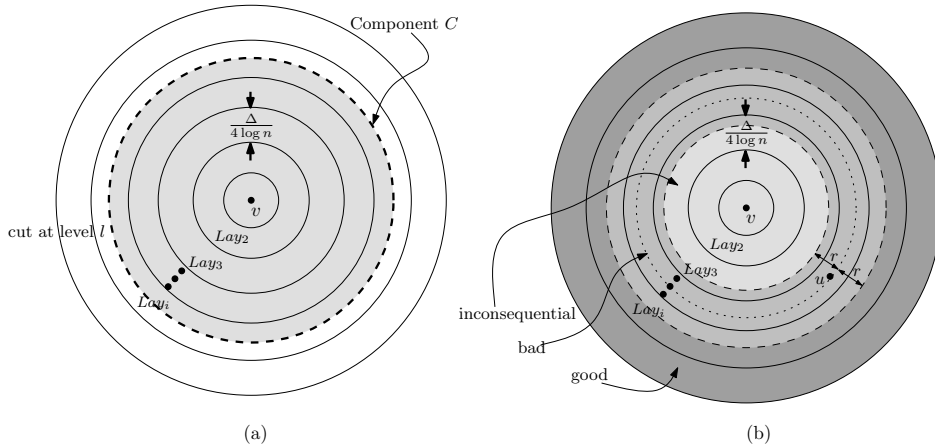 Component C
Δ
4 log n
v
Lay2
cut at level l
Lay3
Layi
(a)
Δ
4 log n
v
Lay2
Lay3
r
r
u
Layi
inconsequential
bad
good
(b)